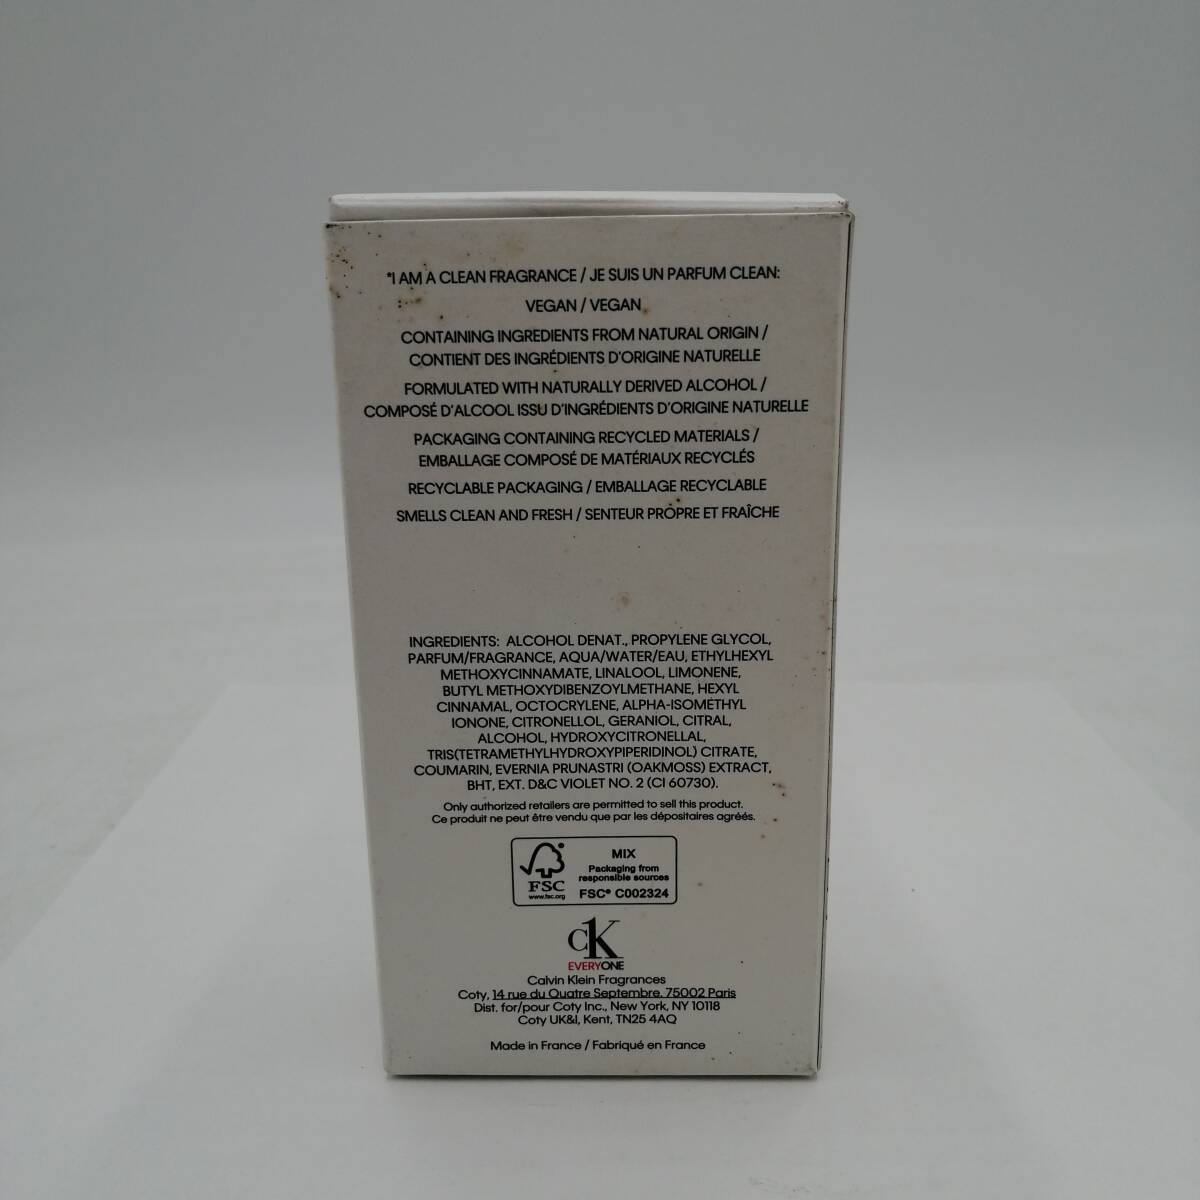 *I AM A CLEAN FRAGRANCE / JE SUIS UN PARFUM CLEAN:
VEGAN / VEGAN
CONTAINING INGREDIENTS FROM NATURAL ORIGIN /
CONTIENT DES INGRÉDIENTS D'ORIGINE NATURELLE
FORMULATED WITH NATURALLY DERIVED ALCOHOL /
COMPOSÉ D'ALCOOL ISSU D'INGRÉDIENTS D'ORIGINE NATURELLE
PACKAGING CONTAINING RECYCLED MATERIALS /
EMBALLAGE COMPOSÉ DE MATÉRIAUX RECYCLÉS
RECYCLABLE PACKAGING / EMBALLAGE RECYCLABLE
SMELLS CLEAN AND FRESH / SENTEUR PROPRE ET FRAÎCHE
INGREDIENTS: ALCOHOL DENAT., PROPYLENE GLYCOL,
PARFUM/FRAGRANCE, AQUA/WATER/EAU, ETHYLHEXYL
METHOXYCINNAMATE, LINALOOL, LIMONENE,
BUTYL METHOXYDIBENZOYLMETHANE, HEXYL
CINNAMAL, OCTOCRYLENE, ALPHA-ISOMETHYL
IONONE, CITRONELLOL, GERANIOL, CITRAL,
ALCOHOL, HYDROXYCITRONELLAL,
TRIS(TETRAMETHYLHYDROXYPIPERIDINOL) CITRATE,
COUMARIN, EVERNIA PRUNASTRI (OAKMOSS) EXTRACT,
BHT, EXT. D&C VIOLET NO. 2 (CI 60730).
Only authorized retailers are permitted to sell this product.
Ce produit ne peut être vendu que par les dépositaires agréés.
FSC
www.fsc.org
MIX
Packaging from
responsible sources
FSC® C002324
CK
EVERYONE
Calvin Klein Fragrances
Coty, 14 rue du Quatre Septembre, 75002 Paris
Dist. for/pour Coty Inc., New York, NY 10118
Coty UK&I, Kent, TN25 4AQ
Made in France / Fabriqué en France